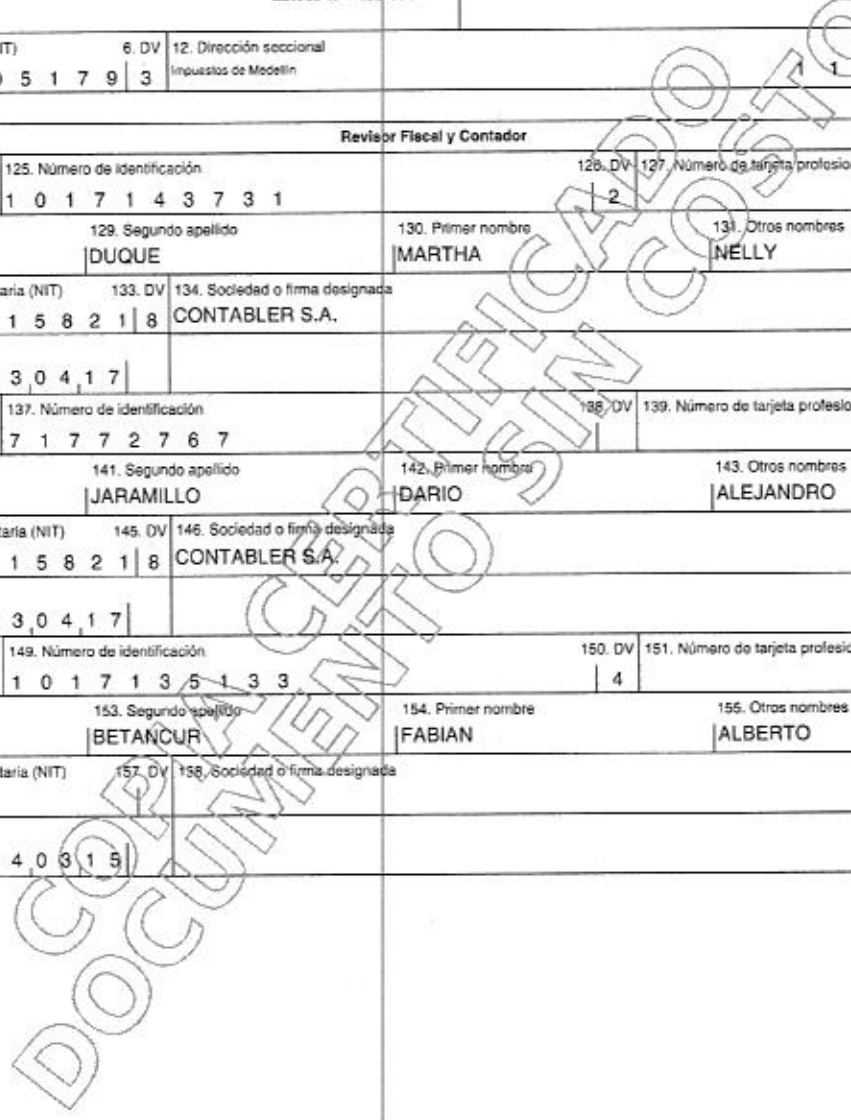 6. DV 12. Dirección seccional
5 1 7 9 3 Impuestos de Medellín
Revisor Fiscal y Contador
125. Número de identificación 126. DV 127. Número de tarjeta profesio
1 0 1 7 1 4 3 7 3 1 2
129. Segundo apellido 130. Primer nombre 131. Otros nombres
DUQUE MARTHA NELLY
taria (NIT) 133. DV 134. Sociedad o firma designada
1 5 8 2 1 8 CONTABLER S.A.
3 0 4 1 7
137. Número de identificación 138. DV 139. Número de tarjeta profesio
7 1 7 7 2 7 6 7
141. Segundo apellido 142. Primer nombre 143. Otros nombres
JARAMILLO DARIO ALEJANDRO
taria (NIT) 145. DV 146. Sociedad o firma designada
1 5 8 2 1 8 CONTABLER S.A.
3 0 4 1 7
149. Número de identificación 150. DV 151. Número de tarjeta profesio
1 0 1 7 1 3 5 1 3 3 4
153. Segundo apellido 154. Primer nombre 155. Otros nombres
BETANCUR FABIAN ALBERTO
taria (NIT) 157. DV 158. Sociedad o firma designada
4 0 3 1 5
COPIA CERTIFICADO
DOCUMENTO SIN COSTO